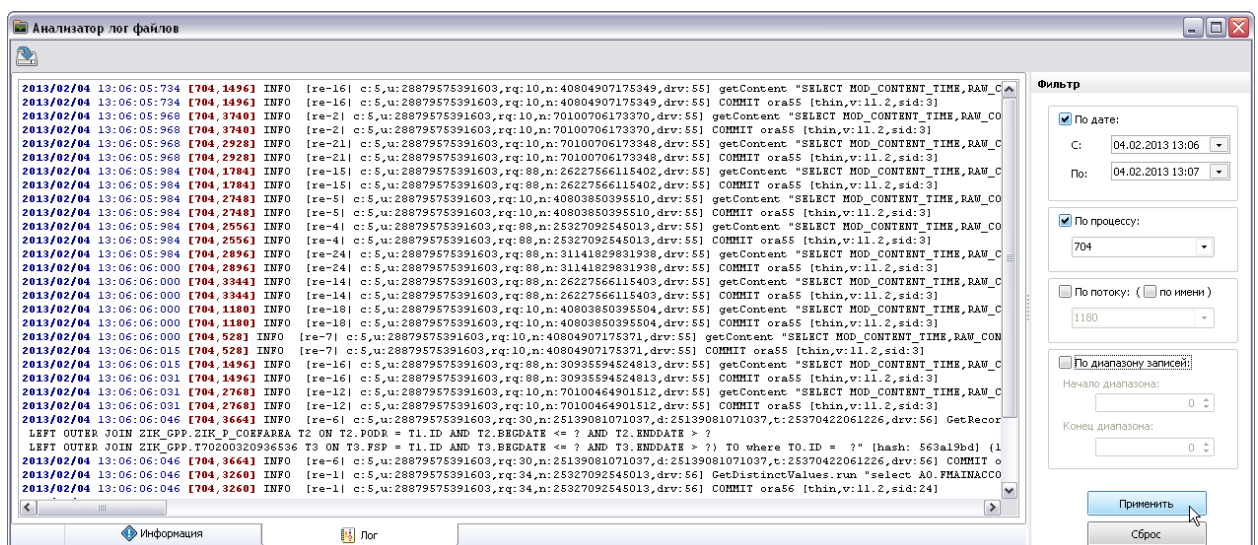 Анализатор лог файлов
2013/02/04 13:06:05:734 [704,1496] INFO [re-16| c:5,u:28879575391603,rq:10,n:40804907175349,drv:55] getContent "SELECT MOD_CONTENT_TIME,RAW_C
2013/02/04 13:06:05:734 [704,1496] INFO [re-16| c:5,u:28879575391603,rq:10,n:40804907175349,drv:55] COMMIT ora55 [thin,v:11.2,sid:3]
2013/02/04 13:06:05:968 [704,3740] INFO [re-2| c:5,u:28879575391603,rq:10,n:70100706173370,drv:55] getContent "SELECT MOD_CONTENT_TIME,RAW_CO
2013/02/04 13:06:05:968 [704,3740] INFO [re-2| c:5,u:28879575391603,rq:10,n:70100706173370,drv:55] COMMIT ora55 [thin,v:11.2,sid:3]
2013/02/04 13:06:05:968 [704,2928] INFO [re-21| c:5,u:28879575391603,rq:10,n:70100706173348,drv:55] getContent "SELECT MOD_CONTENT_TIME,RAW_C
2013/02/04 13:06:05:968 [704,2928] INFO [re-21| c:5,u:28879575391603,rq:10,n:70100706173348,drv:55] COMMIT ora55 [thin,v:11.2,sid:3]
2013/02/04 13:06:05:984 [704,1784] INFO [re-15| c:5,u:28879575391603,rq:88,n:26227566115402,drv:55] getContent "SELECT MOD_CONTENT_TIME,RAW_C
2013/02/04 13:06:05:984 [704,1784] INFO [re-15| c:5,u:28879575391603,rq:88,n:26227566115402,drv:55] COMMIT ora55 [thin,v:11.2,sid:3]
2013/02/04 13:06:05:984 [704,2748] INFO [re-5| c:5,u:28879575391603,rq:88,n:40803850395510,drv:55] getContent "SELECT MOD_CONTENT_TIME,RAW_CO
2013/02/04 13:06:05:984 [704,2748] INFO [re-5| c:5,u:28879575391603,rq:88,n:40803850395510,drv:55] COMMIT ora55 [thin,v:11.2,sid:3]
2013/02/04 13:06:05:984 [704,2556] INFO [re-4| c:5,u:28879575391603,rq:88,n:25327092545013,drv:55] getContent "SELECT MOD_CONTENT_TIME,RAW_CO
2013/02/04 13:06:05:984 [704,2556] INFO [re-4| c:5,u:28879575391603,rq:88,n:25327092545013,drv:55] COMMIT ora55 [thin,v:11.2,sid:3]
2013/02/04 13:06:05:984 [704,2896] INFO [re-24| c:5,u:28879575391603,rq:88,n:31141829831938,drv:55] getContent "SELECT MOD_CONTENT_TIME,RAW_C
2013/02/04 13:06:06:000 [704,2896] INFO [re-24| c:5,u:28879575391603,rq:88,n:31141829831938,drv:55] COMMIT ora55 [thin,v:11.2,sid:3]
2013/02/04 13:06:06:000 [704,3344] INFO [re-14| c:5,u:28879575391603,rq:88,n:26227566115403,drv:55] getContent "SELECT MOD_CONTENT_TIME,RAW_C
2013/02/04 13:06:06:000 [704,3344] INFO [re-14| c:5,u:28879575391603,rq:88,n:26227566115403,drv:55] COMMIT ora55 [thin,v:11.2,sid:3]
2013/02/04 13:06:06:000 [704,1180] INFO [re-18| c:5,u:28879575391603,rq:88,n:40803850395504,drv:55] getContent "SELECT MOD_CONTENT_TIME,RAW_C
2013/02/04 13:06:06:000 [704,1180] INFO [re-18| c:5,u:28879575391603,rq:88,n:40803850395504,drv:55] COMMIT ora55 [thin,v:11.2,sid:3]
2013/02/04 13:06:06:000 [704,528] INFO [re-7| c:5,u:28879575391603,rq:10,n:40804907175371,drv:55] getContent "SELECT MOD_CONTENT_TIME,RAW_CON
2013/02/04 13:06:06:015 [704,528] INFO [re-7| c:5,u:28879575391603,rq:10,n:40804907175371,drv:55] COMMIT ora55 [thin,v:11.2,sid:3]
2013/02/04 13:06:06:015 [704,1496] INFO [re-16| c:5,u:28879575391603,rq:88,n:30935594524813,drv:55] getContent "SELECT MOD_CONTENT_TIME,RAW_C
2013/02/04 13:06:06:031 [704,1496] INFO [re-16| c:5,u:28879575391603,rq:88,n:30935594524813,drv:55] COMMIT ora55 [thin,v:11.2,sid:3]
2013/02/04 13:06:06:031 [704,2768] INFO [re-12| c:5,u:28879575391603,rq:10,n:70100464901512,drv:55] getContent "SELECT MOD_CONTENT_TIME,RAW_C
2013/02/04 13:06:06:031 [704,2768] INFO [re-12| c:5,u:28879575391603,rq:10,n:70100464901512,drv:55] COMMIT ora55 [thin,v:11.2,sid:3]
2013/02/04 13:06:06:046 [704,3664] INFO [re-6| c:5,u:28879575391603,rq:30,n:25139081071037,d:25139081071037,t:25370422061226,drv:56] GetRecor
LEFT OUTER JOIN ZIK_GPP.ZIK_P_COEFAREA T2 ON T2.PODR = T1.ID AND T2.BEGDATE <= ? AND T2.ENDDATE > ?
LEFT OUTER JOIN ZIK_GPP.T70200320936536 T3 ON T3.FSP = T1.ID AND T3.BEGDATE <= ? AND T3.ENDDATE > ?) T0 where T0.ID = ?" [hash: 563a19bd] (1
2013/02/04 13:06:06:046 [704,3664] INFO [re-6| c:5,u:28879575391603,rq:30,n:25139081071037,d:25139081071037,t:25370422061226,drv:56] COMMIT o
2013/02/04 13:06:06:046 [704,3260] INFO [re-1| c:5,u:28879575391603,rq:34,n:25327092545013,drv:56] GetDistinctValues.run "select A0.FMAINACCO
2013/02/04 13:06:06:046 [704,3260] INFO [re-1| c:5,u:28879575391603,rq:34,n:25327092545013,drv:56] COMMIT ora56 [thin,v:11.2,sid:24]
Информация
Лог
Фильтр
По дате:
С: 04.02.2013 13:06
По: 04.02.2013 13:07
По процессу:
704
По потоку: ( по имени )
1180
По диапазону записей:
Начало диапазона:
0
Конец диапазона:
0
Применить
Сброс